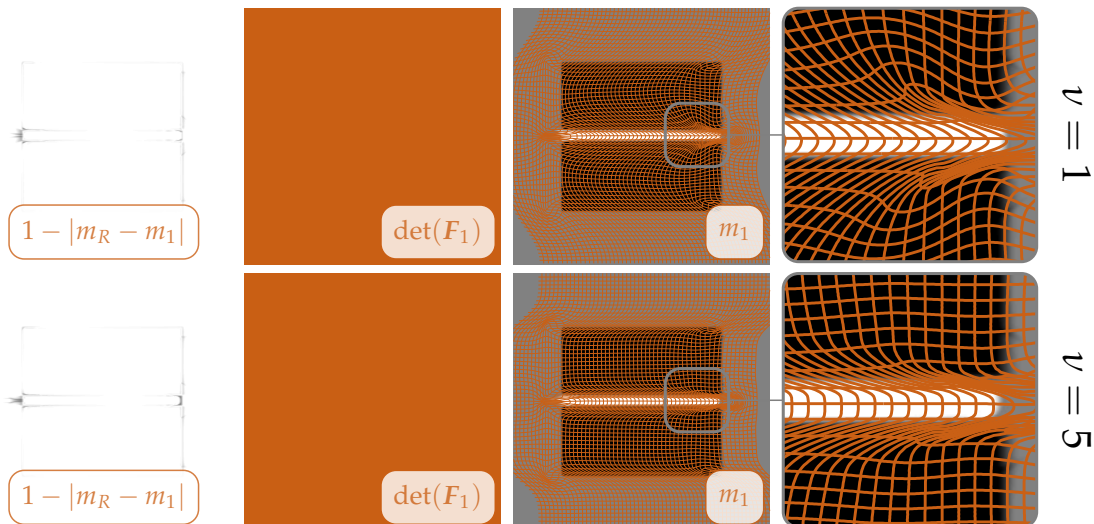 1 − |m_R − m_1|
det(F_1)
m_1
ν = 1
1 − |m_R − m_1|
det(F_1)
m_1
ν = 5